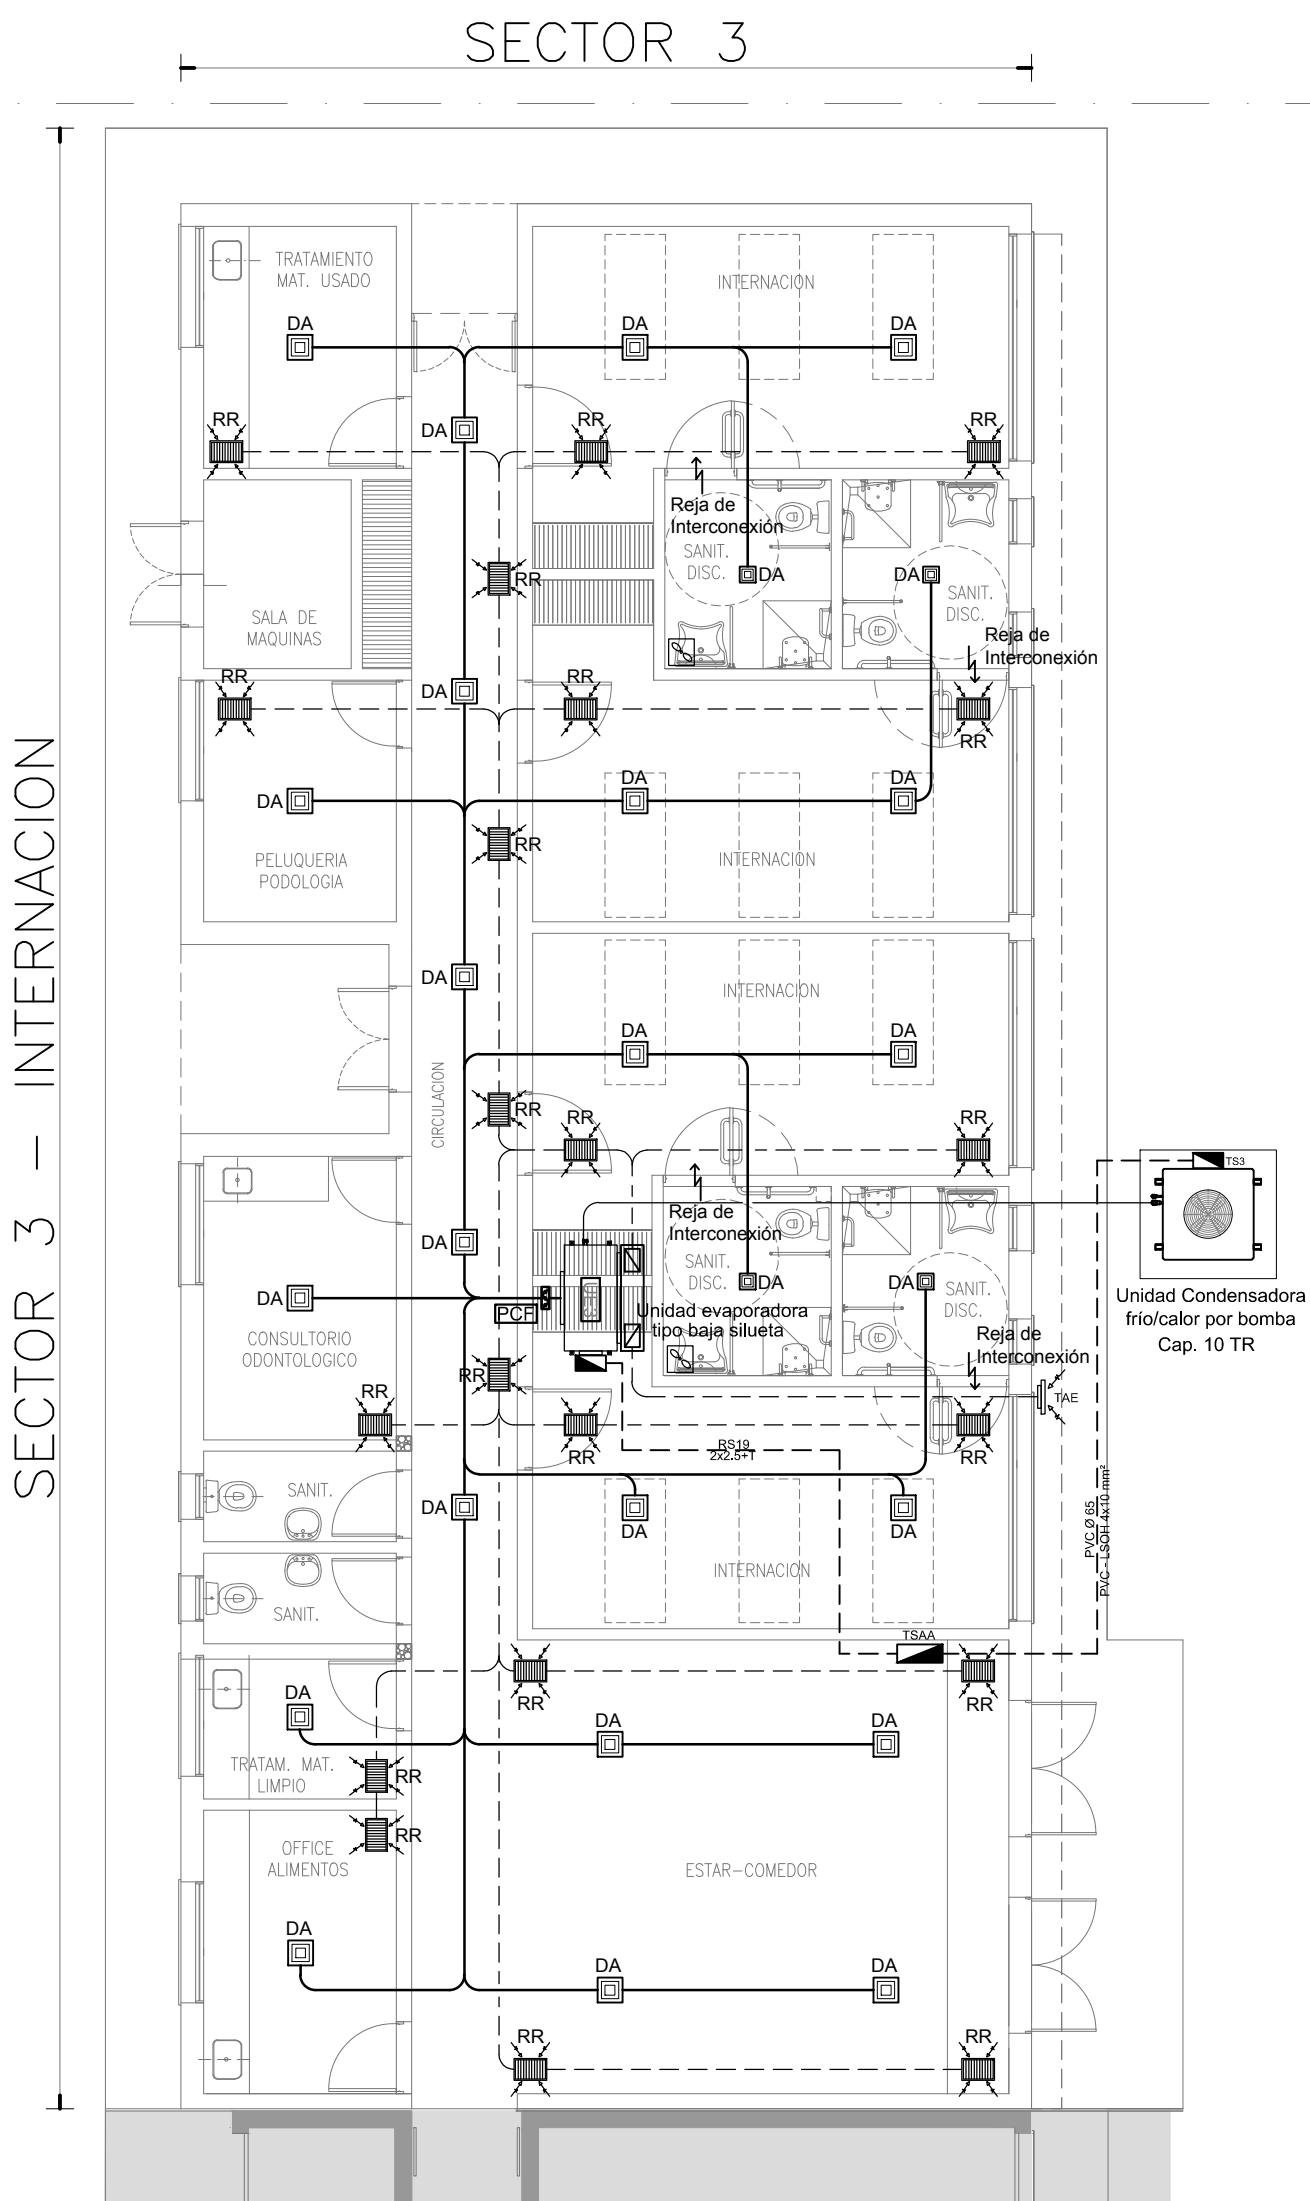 SECTOR 3
SECTOR 3 — INTERNACION
TRATAMIENTO
MAT. USADO
INTERNACION
DA
DA
DA
DA
RR
RR
RR
Reja de
Interconexión
SANIT.
DISC.
RR
DA
DA
SANIT.
DISC.
SALA DE
MAQUINAS
Reja de
Interconexión
RR
DA
RR
RR
DA
DA
DA
RR
PELUQUERIA
PODOLOGIA
INTERNACION
DA
INTERNACION
DA
DA
CIRCULACION
RR
RR
RR
TS3
Reja de
Interconexión
DA
SANIT.
DISC.
DA
DA
SANIT.
DISC.
DA
PCF
Unidad evaporadora
tipo baja silueta
Unidad Condensadora
frío/calor por bomba
Cap. 10 TR
CONSULTORIO
ODONTOLOGICO
Reja de
Interconexión
RR
RR
TAE
RR
RR
RS19
2x2.5+T
SANIT.
DA
DA
DA
PVC Ø 65
PVC - LSOH 4x10 mm²
INTERNACION
SANIT.
TSAA
RR
RR
DA
DA
DA
TRATAM. MAT.
LIMPIO
RR
RR
OFFICE
ALIMENTOS
ESTAR-COMEDOR
DA
DA
DA
RR
RR